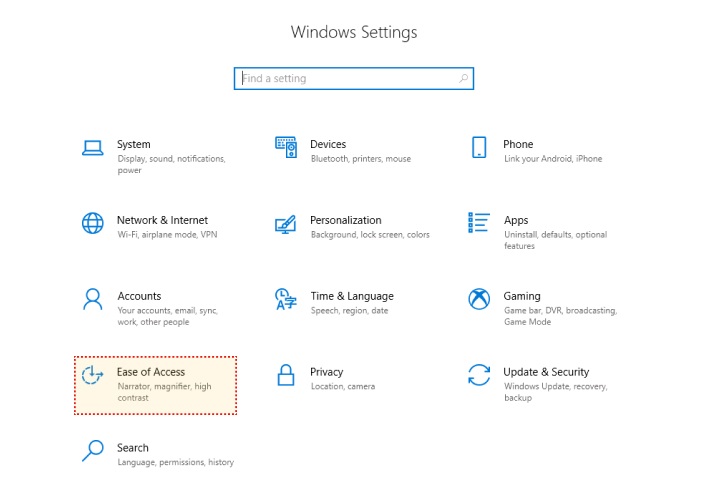 Windows Settings
Find a setting
System
Display, sound, notifications,
power
Devices
Bluetooth, printers, mouse
Phone
Link your Android, iPhone
Network & Internet
Wi-Fi, airplane mode, VPN
Personalization
Background, lock screen, colors
Apps
Uninstall, defaults, optional
features
Accounts
Your accounts, email, sync,
work, other people
Time & Language
Speech, region, date
Gaming
Game bar, DVR, broadcasting,
Game Mode
Ease of Access
Narrator, magnifier, high
contrast
Privacy
Location, camera
Update & Security
Windows Update, recovery,
backup
Search
Language, permissions, history